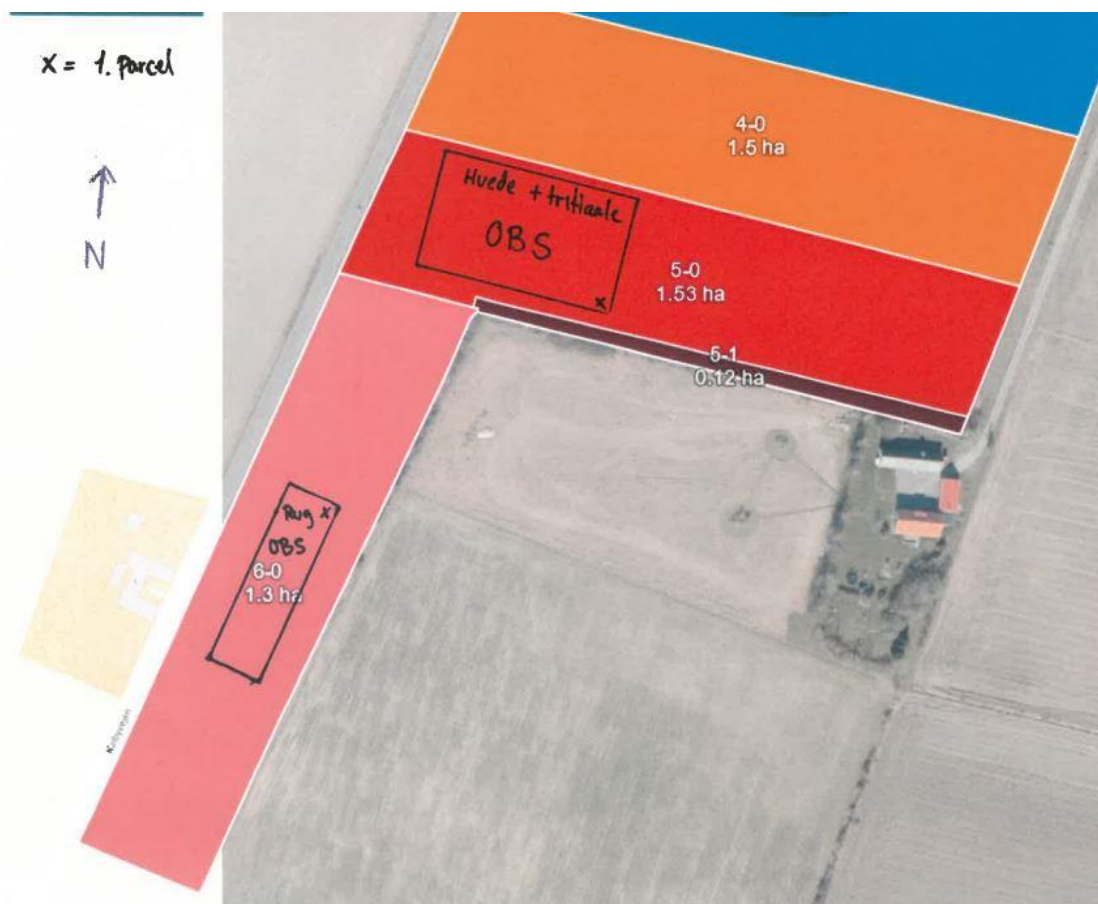 X = 1. Parcel
N
4-0
1.5 ha
Hvede + tritiaale
OBS
5-0
1.53 ha
X
5-1
0.12 ha
Rug X
OBS
6-0
1.3 ha